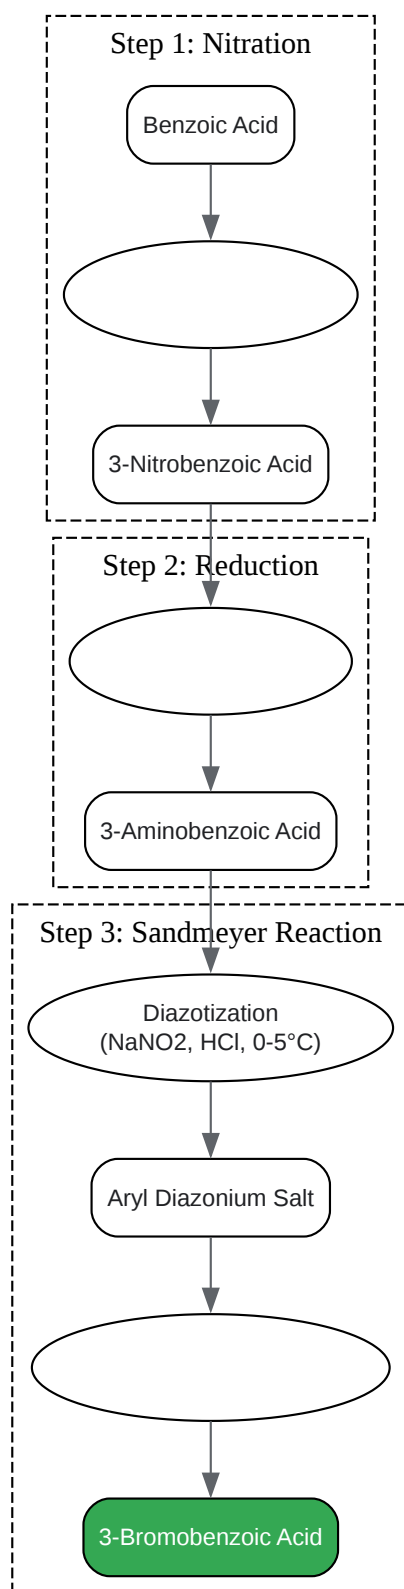 Step 1: Nitration
Benzoic Acid
3-Nitrobenzoic Acid
Step 2: Reduction
3-Aminobenzoic Acid
Step 3: Sandmeyer Reaction
Diazotization
(NaNO2, HCl, 0-5°C)
Aryl Diazonium Salt
3-Bromobenzoic Acid